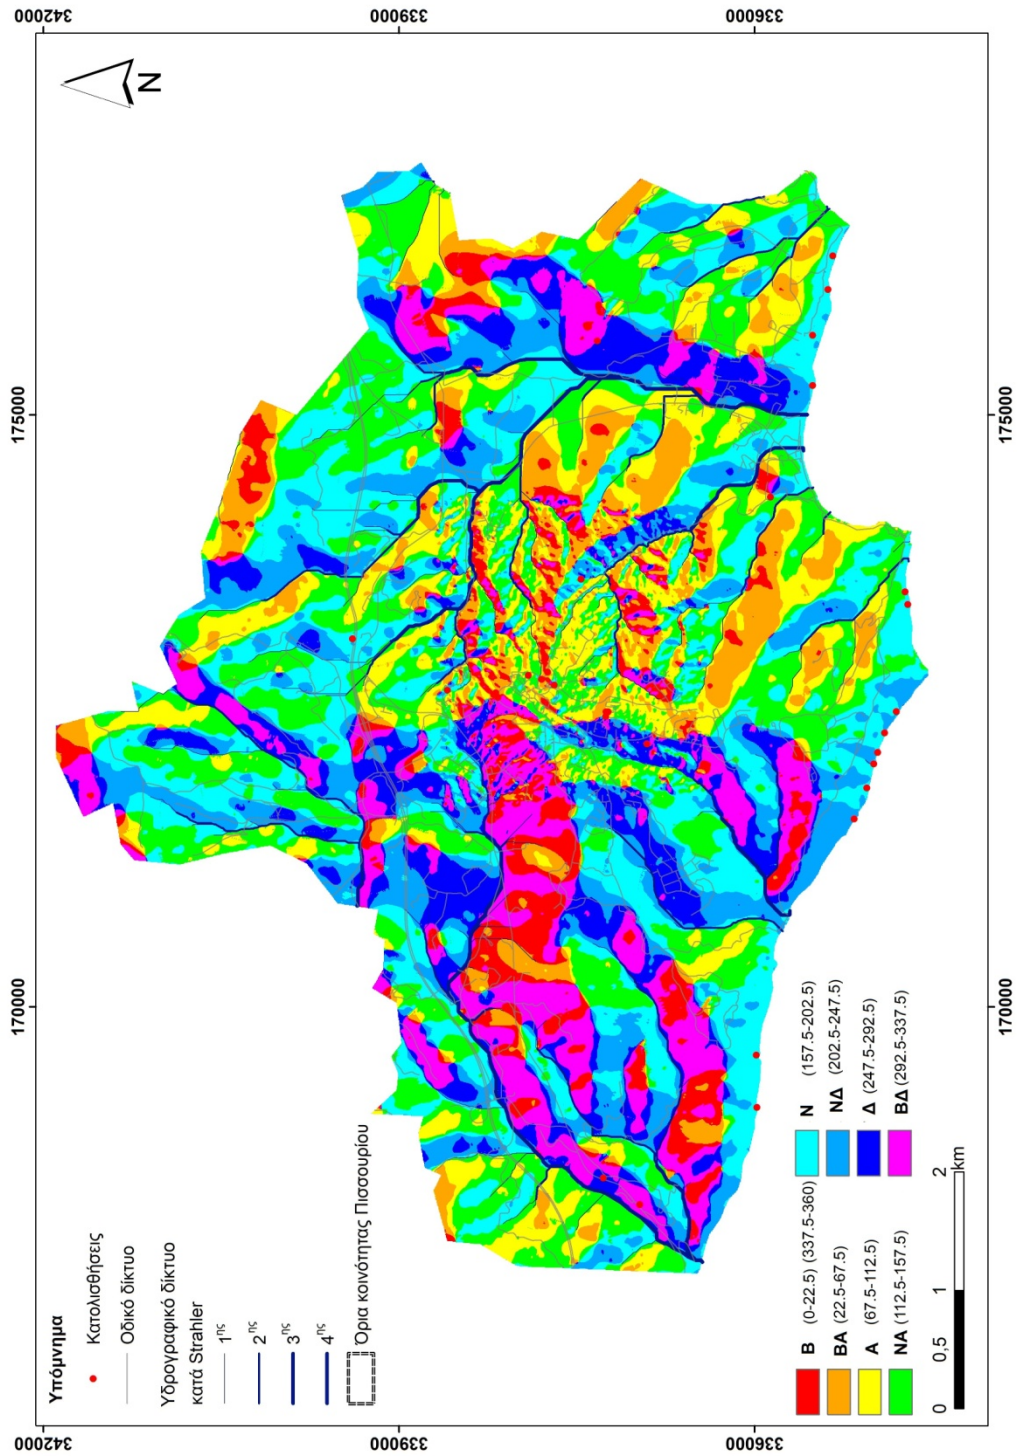 170000
175000
342000
342000
N
Υπόμνημα
Κατολισθήσεις
Οδικό δίκτυο
Υδρογραφικό δίκτυο
κατά Strahler
1ης
2ης
3ης
4ης
Όρια κοινότητας Πισσουρίου
339000
339000
Β (0-22.5) (337.5-360)
ΒΑ (22.5-67.5)
Α (67.5-112.5)
ΝΑ (112.5-157.5)
Ν (157.5-202.5)
ΝΔ (202.5-247.5)
Δ (247.5-292.5)
ΒΔ (292.5-337.5)
336000
336000
0 0,5 1 2
km
170000
175000